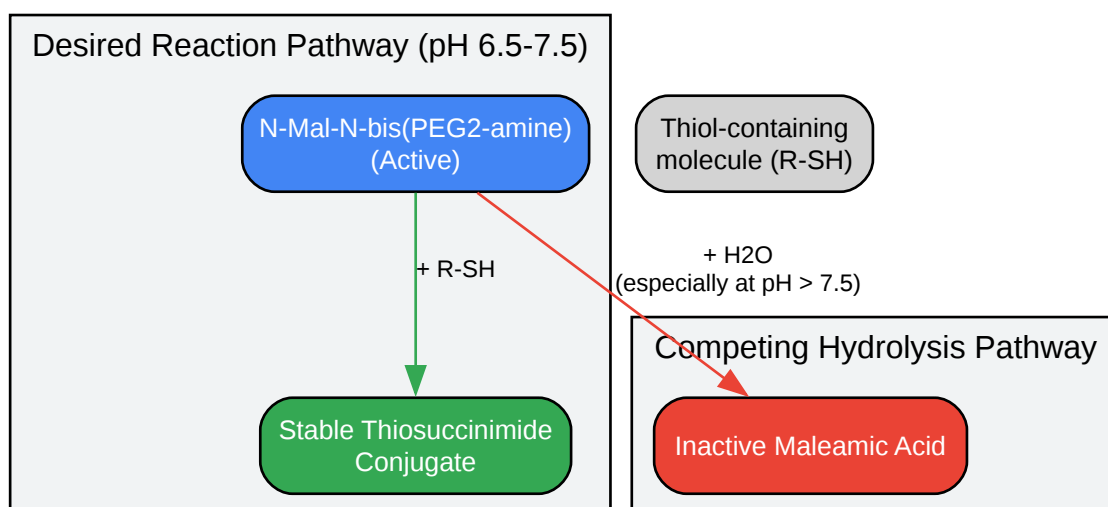 Desired Reaction Pathway (pH 6.5-7.5)
N-Mal-N-bis(PEG2-amine)
(Active)
Thiol-containing
molecule (R-SH)
+ R-SH
+ H2O
(especially at pH > 7.5)
Competing Hydrolysis Pathway
Stable Thiosuccinimide
Conjugate
Inactive Maleamic Acid